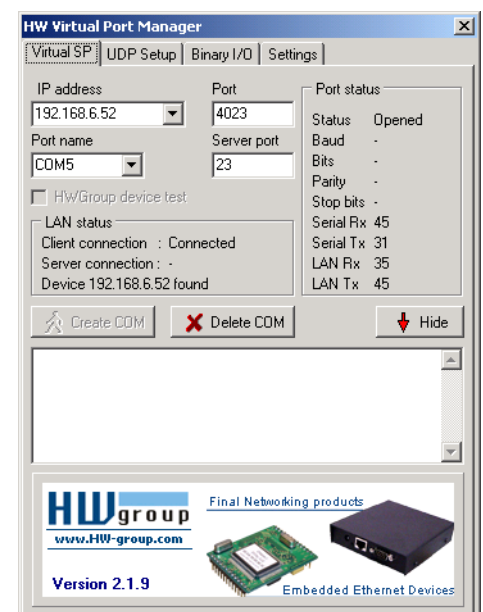 HW Virtual Port Manager
Virtual SP UDP Setup Binary I/O Settings
IP address Port Port status
192.168.6.52 4023 Status Opened
Port name Server port Baud -
COM5 23 Bits -
HWGroup device test Parity -
Stop bits -
LAN status Serial Rx 45
Client connection : Connected Serial Tx 31
Server connection : - LAN Rx 35
Device 192.168.6.52 found LAN Tx 45
Create COM Delete COM Hide
HW group Final Networking products
www.HW-group.com
Version 2.1.9 Embedded Ethernet Devices